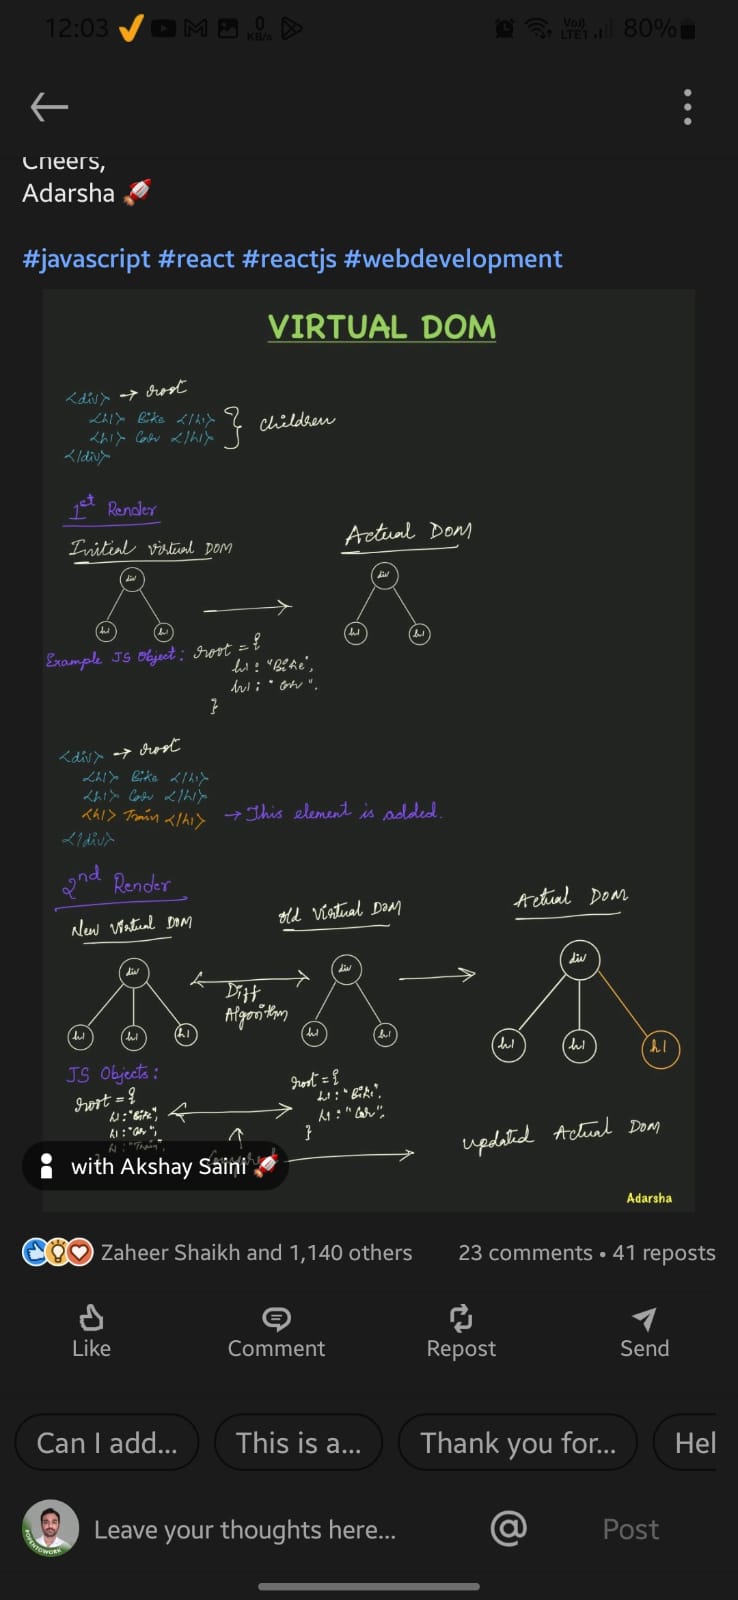 12:03
0
KB/s
Vo))
LTE1
80%
Cheers,
Adarsha 🚀
#javascript #react #reactjs #webdevelopment
VIRTUAL DOM
<div> → root
<h1> Bike </h1>
<h1> Car </h1>
} children
</div>
1st Render
Initial virtual DOM
Actual DOM
div
h1
h1
div
h1
h1
Example JS Object: root = {
h1 : "Bike",
h1 : "Car".
}
<div> → root
<h1> Bike </h1>
<h1> Car </h1>
<h1> Train </h1> → This element is added.
</div>
2nd Render
New Virtual DOM
Old Virtual Dom
Actual DOM
div
h1
h1
h1
Diff
Algorithm
div
h1
h1
div
h1
h1
h1
JS Objects:
root = {
h1 : "Bike",
h1 : "Car",
h1 : "Train",
root = {
h1 : "Bike".
h1 : "Car".
}
updated Actual Dom
with Akshay Saini 🚀
Adarsha
Zaheer Shaikh and 1,140 others
23 comments • 41 reposts
Like
Comment
Repost
Send
Can I add...
This is a...
Thank you for...
Hel
#OPENTOWORK
Leave your thoughts here...
@
Post